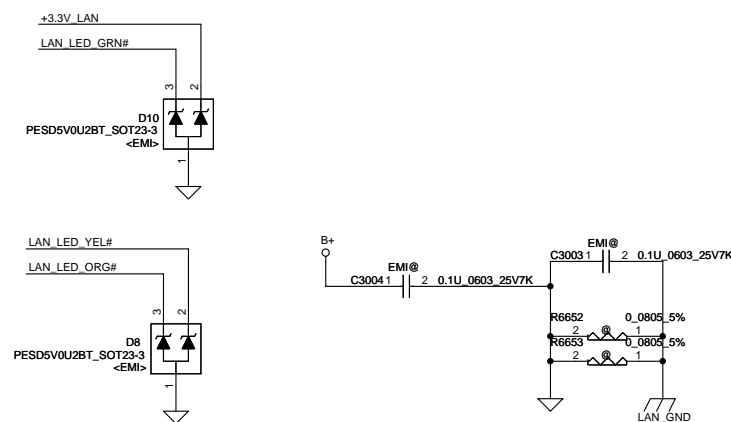 +3.3V_LAN
LAN_LED_GRN#
3
2
D10
PESD5V0U2BT_SOT23-3
<EMI>
1
LAN_LED_YEL#
LAN_LED_ORG#
3
2
D8
PESD5V0U2BT_SOT23-3
<EMI>
1
B+
EMI@
C3004 1 2 0.1U_0603_25V7K
EMI@
C3003 1 2 0.1U_0603_25V7K
R6652 0_0805_5%
2 @ 1
R6653 0_0805_5%
2 @ 1
LAN_GND